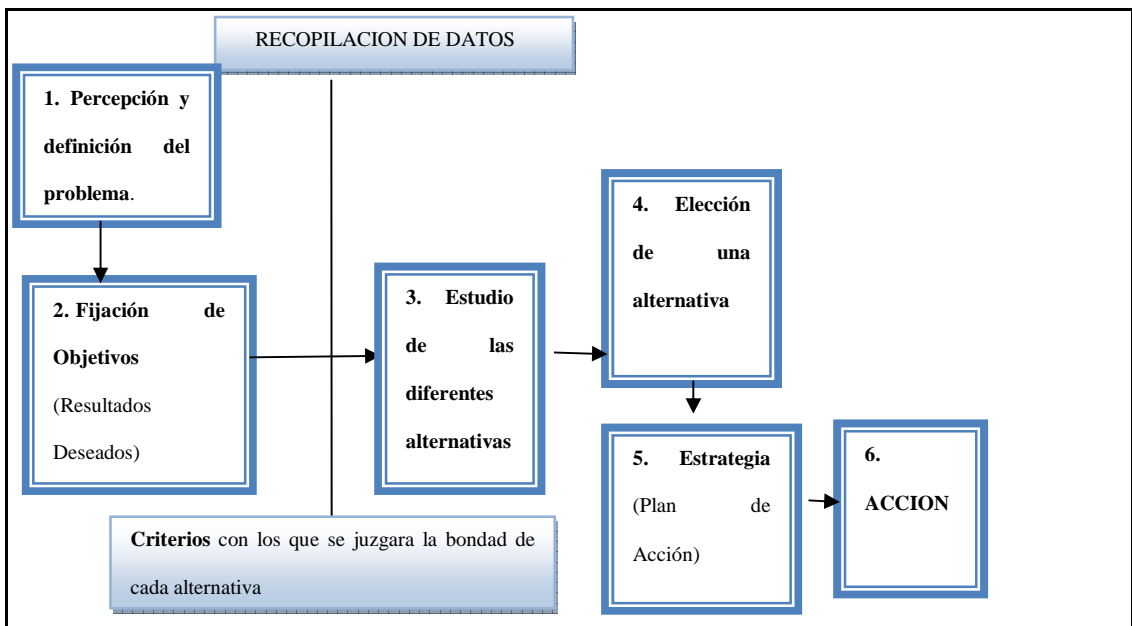 RECOPILACION DE DATOS
1. Percepción y
definición del
problema.
2. Fijación de
Objetivos
(Resultados
Deseados)
3. Estudio
de las
diferentes
alternativas
4. Elección
de una
alternativa
5. Estrategia
(Plan de
Acción)
6.
ACCION
Criterios con los que se juzgara la bondad de
cada alternativa